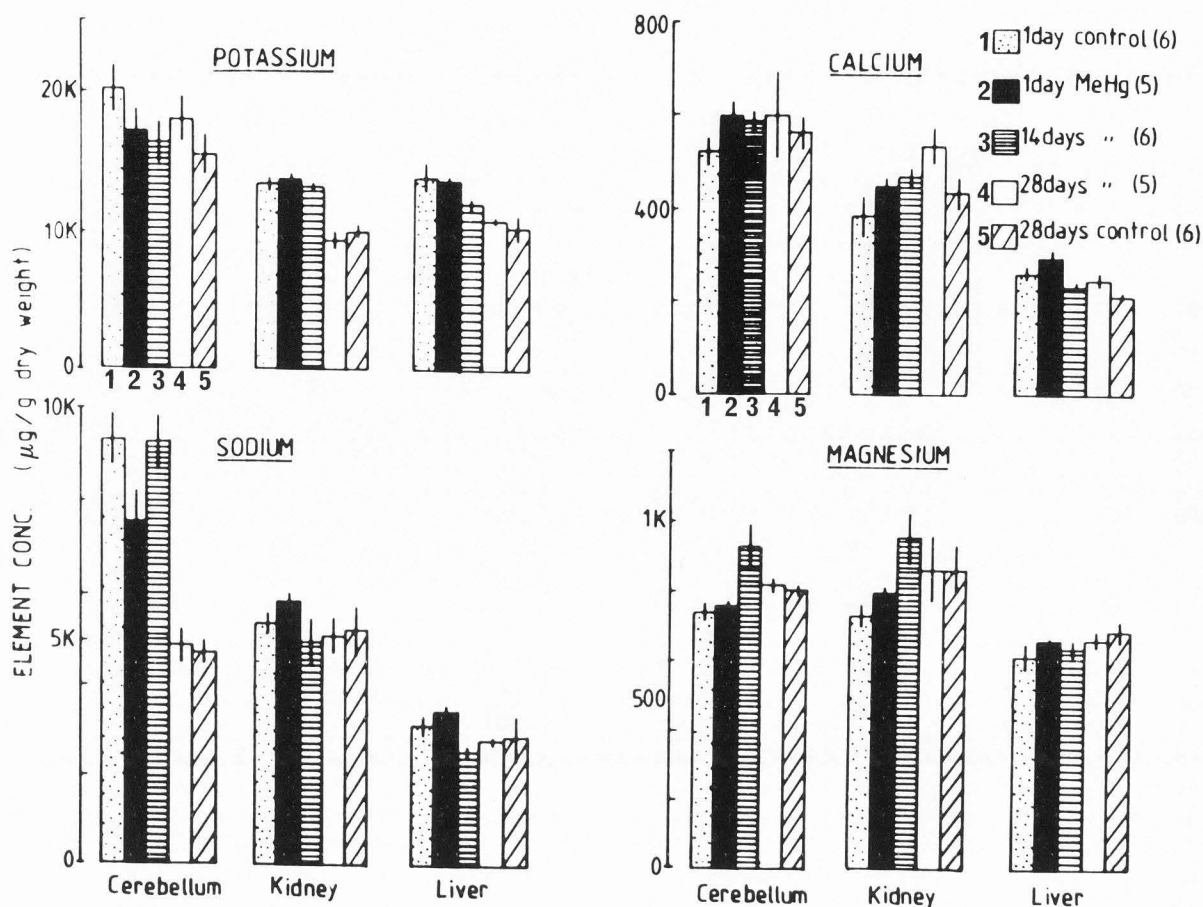 POTASSIUM
20K
10K
0
1 2 3 4 5
CALCIUM
800
400
0
1 2 3 4 5
1 1day control (6)
2 1day MeHg (5)
3 14days " (6)
4 28days " (5)
5 28days control (6)
ELEMENT CONC. (µg/g dry weight)
SODIUM
10K
5K
0
Cerebellum Kidney Liver
MAGNESIUM
1K
500
0
Cerebellum Kidney Liver